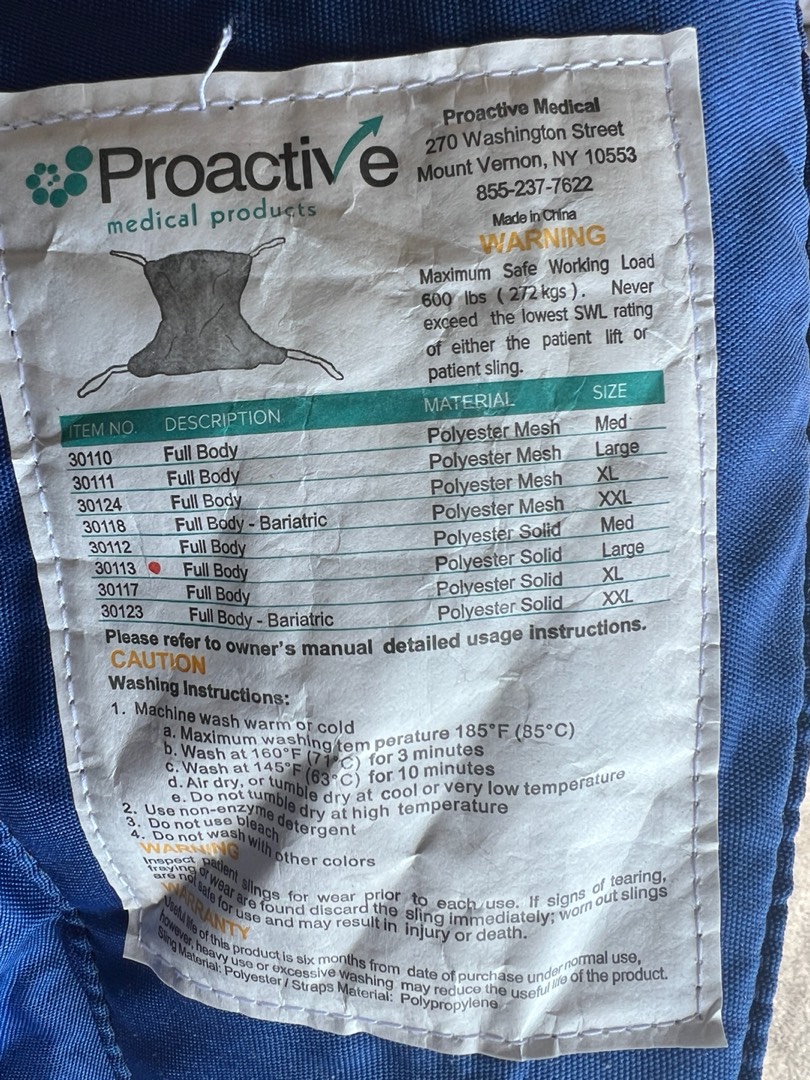 Proactive
medical products
Proactive Medical
270 Washington Street
Mount Vernon, NY 10553
855-237-7622
Made in China
WARNING
Maximum Safe Working Load
600 lbs ( 272 kgs ). Never
exceed the lowest SWL rating
of either the patient lift or
patient sling.
ITEM NO. DESCRIPTION MATERIAL SIZE
30110 Full Body Polyester Mesh Med
30111 Full Body Polyester Mesh Large
30124 Full Body Polyester Mesh XL
30118 Full Body - Bariatric Polyester Mesh XXL
30112 Full Body Polyester Solid Med
30113 Full Body Polyester Solid Large
30117 Full Body Polyester Solid XL
30123 Full Body - Bariatric Polyester Solid XXL
Please refer to owner's manual detailed usage instructions.
CAUTION
Washing Instructions:
1. Machine wash warm or cold
a. Maximum washing tem perature 185°F (85°C)
b. Wash at 160°F (71°C) for 3 minutes
c. Wash at 145°F (63°C) for 10 minutes
d. Air dry, or tumble dry at cool or very low temperature
e. Do not tumble dry at high temperature
2. Use non-enzyme detergent
3. Do not use bleach
4. Do not wash with other colors
WARNING
Inspect patient slings for wear prior to each use. If signs of tearing,
fraying or wear are found discard the sling immediately; worn out slings
are not safe for use and may result in injury or death.
WARRANTY
Useful life of this product is six months from date of purchase under normal use,
however, heavy use or excessive washing may reduce the useful life of the product.
Sling Material: Polyester / Straps Material: Polypropylene